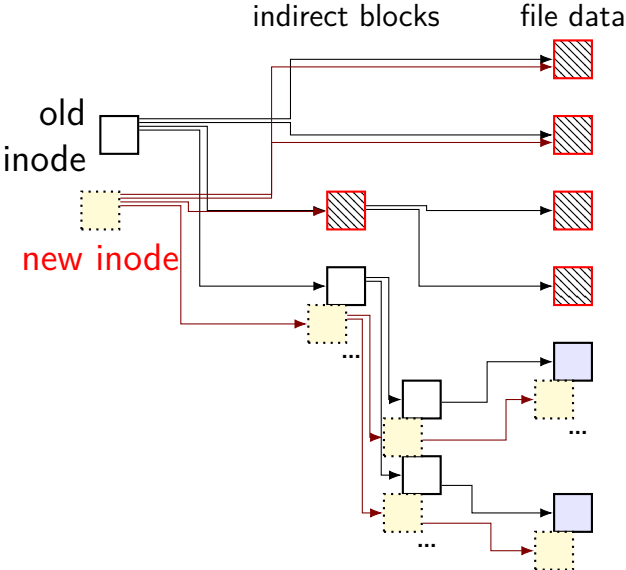 indirect blocks
file data
old
inode
new inode
...
...
...